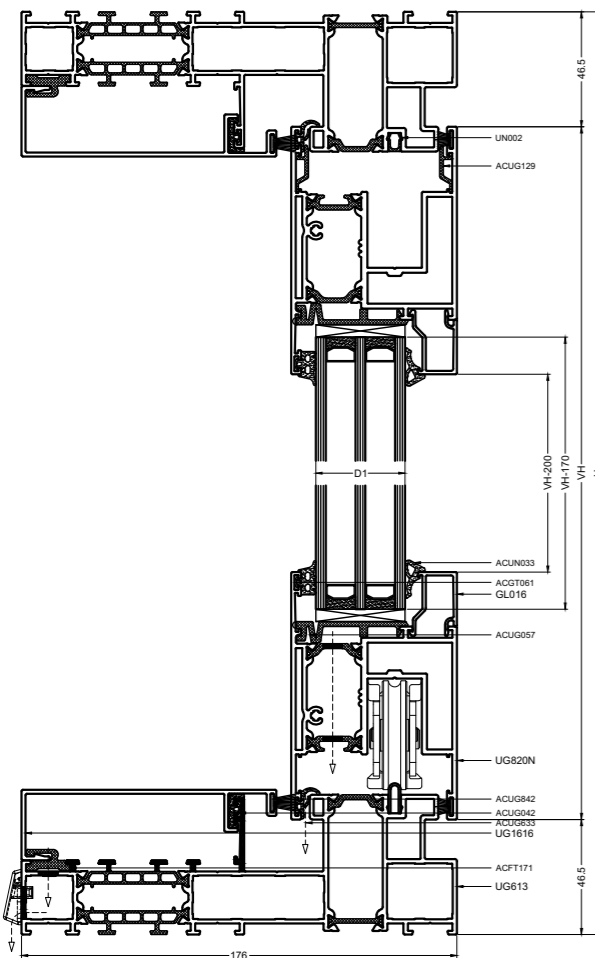 46.5
UN002
ACUG129
D1
VH-200
VH-170
VH
ACUN033
ACGT061
GL016
ACUG057
UG820N
ACUG842
ACUG042
ACUG633
UG1616
ACFT171
UG613
46.5
176